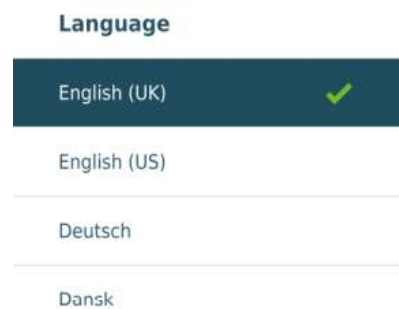 Language
English (UK)
English (US)
Deutsch
Dansk